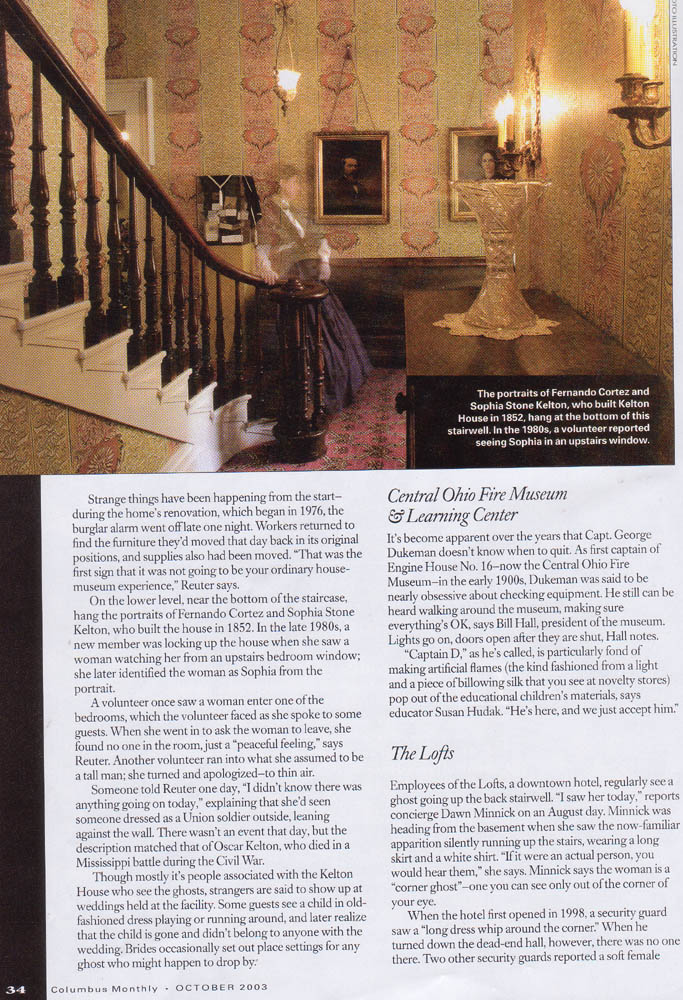 OTO ILLUSTRATION
The portraits of Fernando Cortez and
Sophia Stone Kelton, who built Kelton
House in 1852, hang at the bottom of this
stairwell. In the 1980s, a volunteer reported
seeing Sophia in an upstairs window.
Strange things have been happening from the start—
during the home's renovation, which began in 1976, the
burglar alarm went off late one night. Workers returned to
find the furniture they'd moved that day back in its original
positions, and supplies also had been moved. "That was the
first sign that it was not going to be your ordinary house-
museum experience," Reuter says.
On the lower level, near the bottom of the staircase,
hang the portraits of Fernando Cortez and Sophia Stone
Kelton, who built the house in 1852. In the late 1980s, a
new member was locking up the house when she saw a
woman watching her from an upstairs bedroom window;
she later identified the woman as Sophia from the
portrait.
A volunteer once saw a woman enter one of the
bedrooms, which the volunteer faced as she spoke to some
guests. When she went in to ask the woman to leave, she
found no one in the room, just a "peaceful feeling," says
Reuter. Another volunteer ran into what she assumed to be
a tall man; she turned and apologized—to thin air.
Someone told Reuter one day, "I didn't know there was
anything going on today," explaining that she'd seen
someone dressed as a Union soldier outside, leaning
against the wall. There wasn't an event that day, but the
description matched that of Oscar Kelton, who died in a
Mississippi battle during the Civil War.
Though mostly it's people associated with the Kelton
House who see the ghosts, strangers are said to show up at
weddings held at the facility. Some guests see a child in old-
fashioned dress playing or running around, and later realize
that the child is gone and didn't belong to anyone with the
wedding. Brides occasionally set out place settings for any
ghost who might happen to drop by.
Central Ohio Fire Museum
& Learning Center
It's become apparent over the years that Capt. George
Dukeman doesn't know when to quit. As first captain of
Engine House No. 16—now the Central Ohio Fire
Museum—in the early 1900s, Dukeman was said to be
nearly obsessive about checking equipment. He still can be
heard walking around the museum, making sure
everything's OK, says Bill Hall, president of the museum.
Lights go on, doors open after they are shut, Hall notes.
"Captain D," as he's called, is particularly fond of
making artificial flames (the kind fashioned from a light
and a piece of billowing silk that you see at novelty stores)
pop out of the educational children's materials, says
educator Susan Hudak. "He's here, and we just accept him."
The Lofts
Employees of the Lofts, a downtown hotel, regularly see a
ghost going up the back stairwell. "I saw her today," reports
concierge Dawn Minnick on an August day. Minnick was
heading from the basement when she saw the now-familiar
apparition silently running up the stairs, wearing a long
skirt and a white shirt. "If it were an actual person, you
would hear them," she says. Minnick says the woman is a
"corner ghost"—one you can see only out of the corner of
your eye.
When the hotel first opened in 1998, a security guard
saw a "long dress whip around the corner." When he
turned down the dead-end hall, however, there was no one
there. Two other security guards reported a soft female
34 Columbus Monthly • OCTOBER 2003